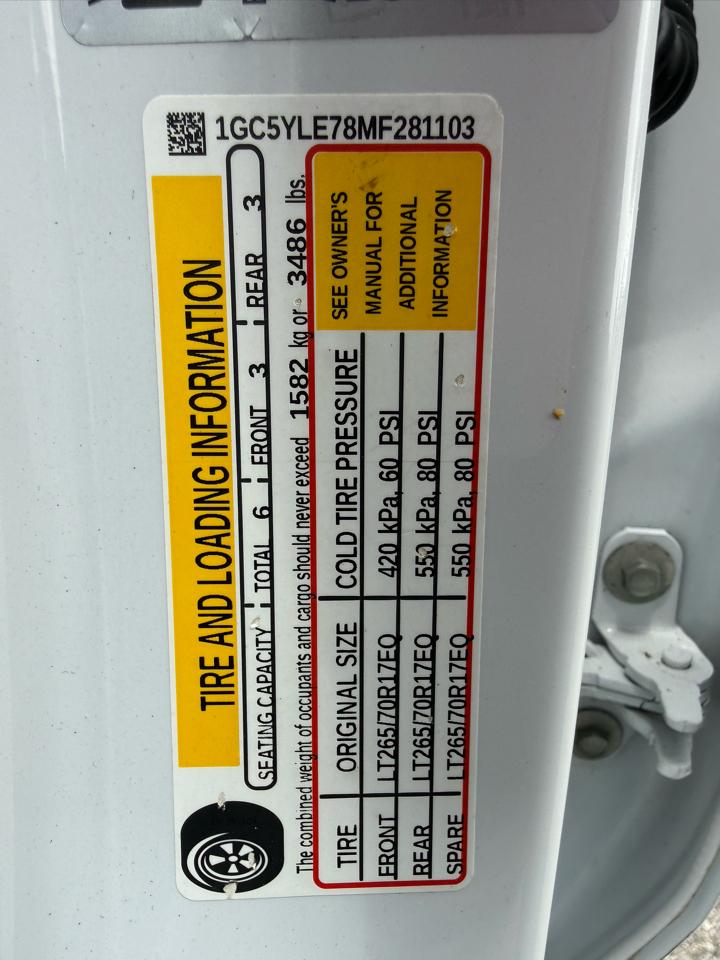 1GC5YLE78MF281103
TIRE AND LOADING INFORMATION
SEATING CAPACITY TOTAL 6 FRONT 3 REAR 3
The combined weight of occupants and cargo should never exceed 1582 kg or 3486 lbs.
TIRE ORIGINAL SIZE COLD TIRE PRESSURE
FRONT LT265/70R17EQ 420 kPa, 60 PSI
REAR LT265/70R17EQ 550 kPa, 80 PSI
SPARE LT265/70R17EQ 550 kPa, 80 PSI
SEE OWNER'S
MANUAL FOR
ADDITIONAL
INFORMATION